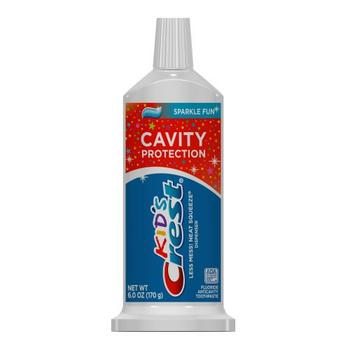 SPARKLE FUN+
CAVITY
PROTECTION
KID'S
Crest®
LESS MESS! NEAT SQUEEZE®
DISPENSER
NET WT
6.0 OZ (170 g)
ADA
FLUORIDE
ANTICAVITY
TOOTHPASTE